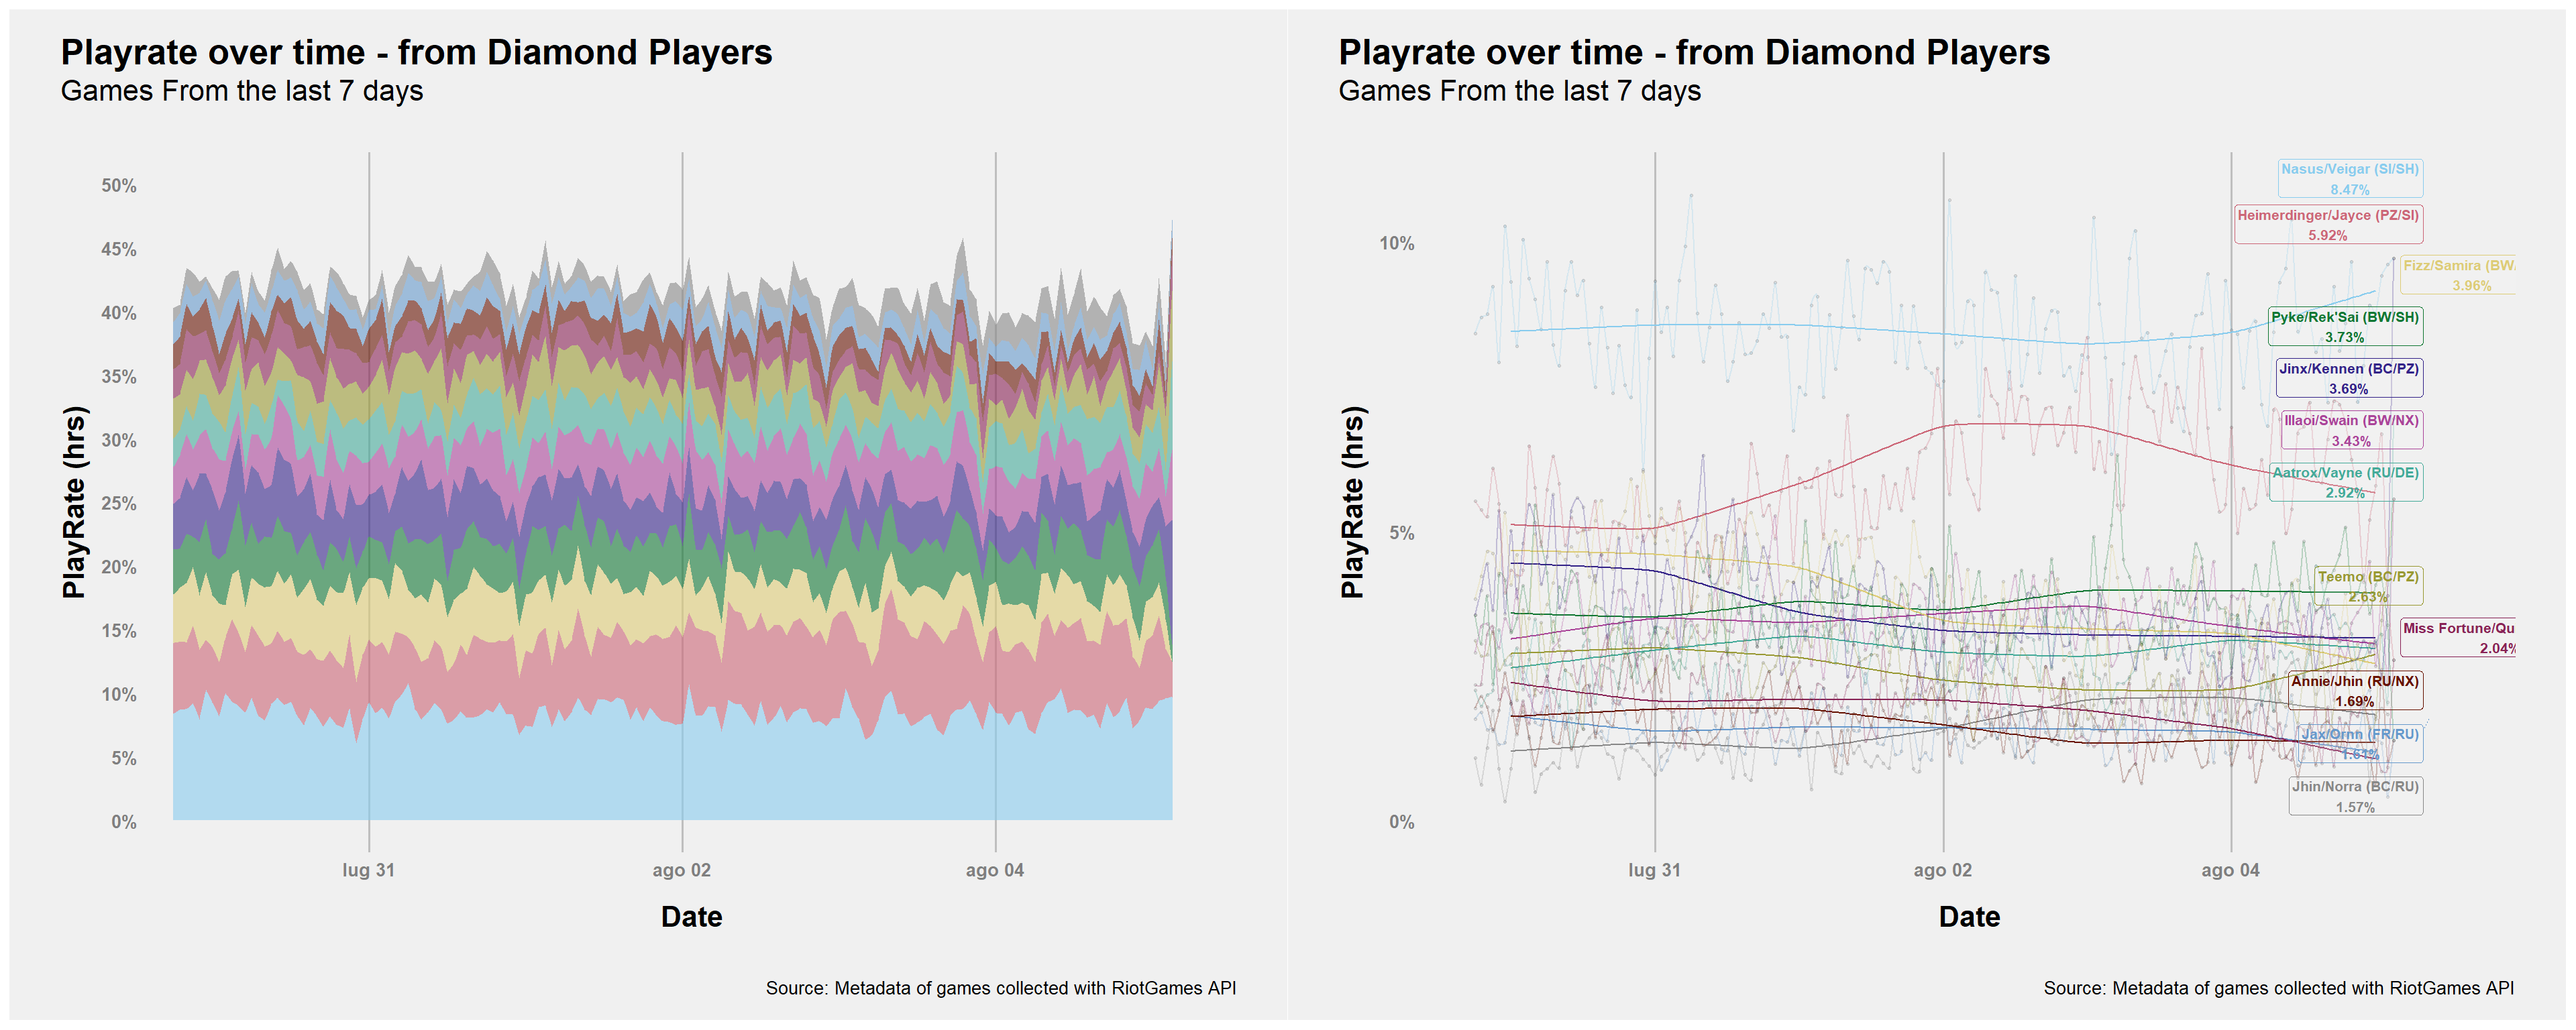 Playrate over time - from Diamond Players
Games From the last 7 days
PlayRate (hrs)
50%
45%
40%
35%
30%
25%
20%
15%
10%
5%
0%
lug 31
ago 02
ago 04
Date
Source: Metadata of games collected with RiotGames API
Playrate over time - from Diamond Players
Games From the last 7 days
PlayRate (hrs)
10%
5%
0%
Nasus/Veigar (SI/SH)
8.47%
Heimerdinger/Jayce (PZ/SI)
5.92%
Fizz/Samira (BW/
3.96%
Pyke/Rek'Sai (BW/SH)
3.73%
Jinx/Kennen (BC/PZ)
3.69%
Illaoi/Swain (BW/NX)
3.43%
Aatrox/Vayne (RU/DE)
2.92%
Teemo (BC/PZ)
2.63%
Miss Fortune/Qu
2.04%
Annie/Jhin (RU/NX)
1.69%
Jax/Ornn (FR/RU)
1.61%
Jhin/Norra (BC/RU)
1.57%
lug 31
ago 02
ago 04
Date
Source: Metadata of games collected with RiotGames API